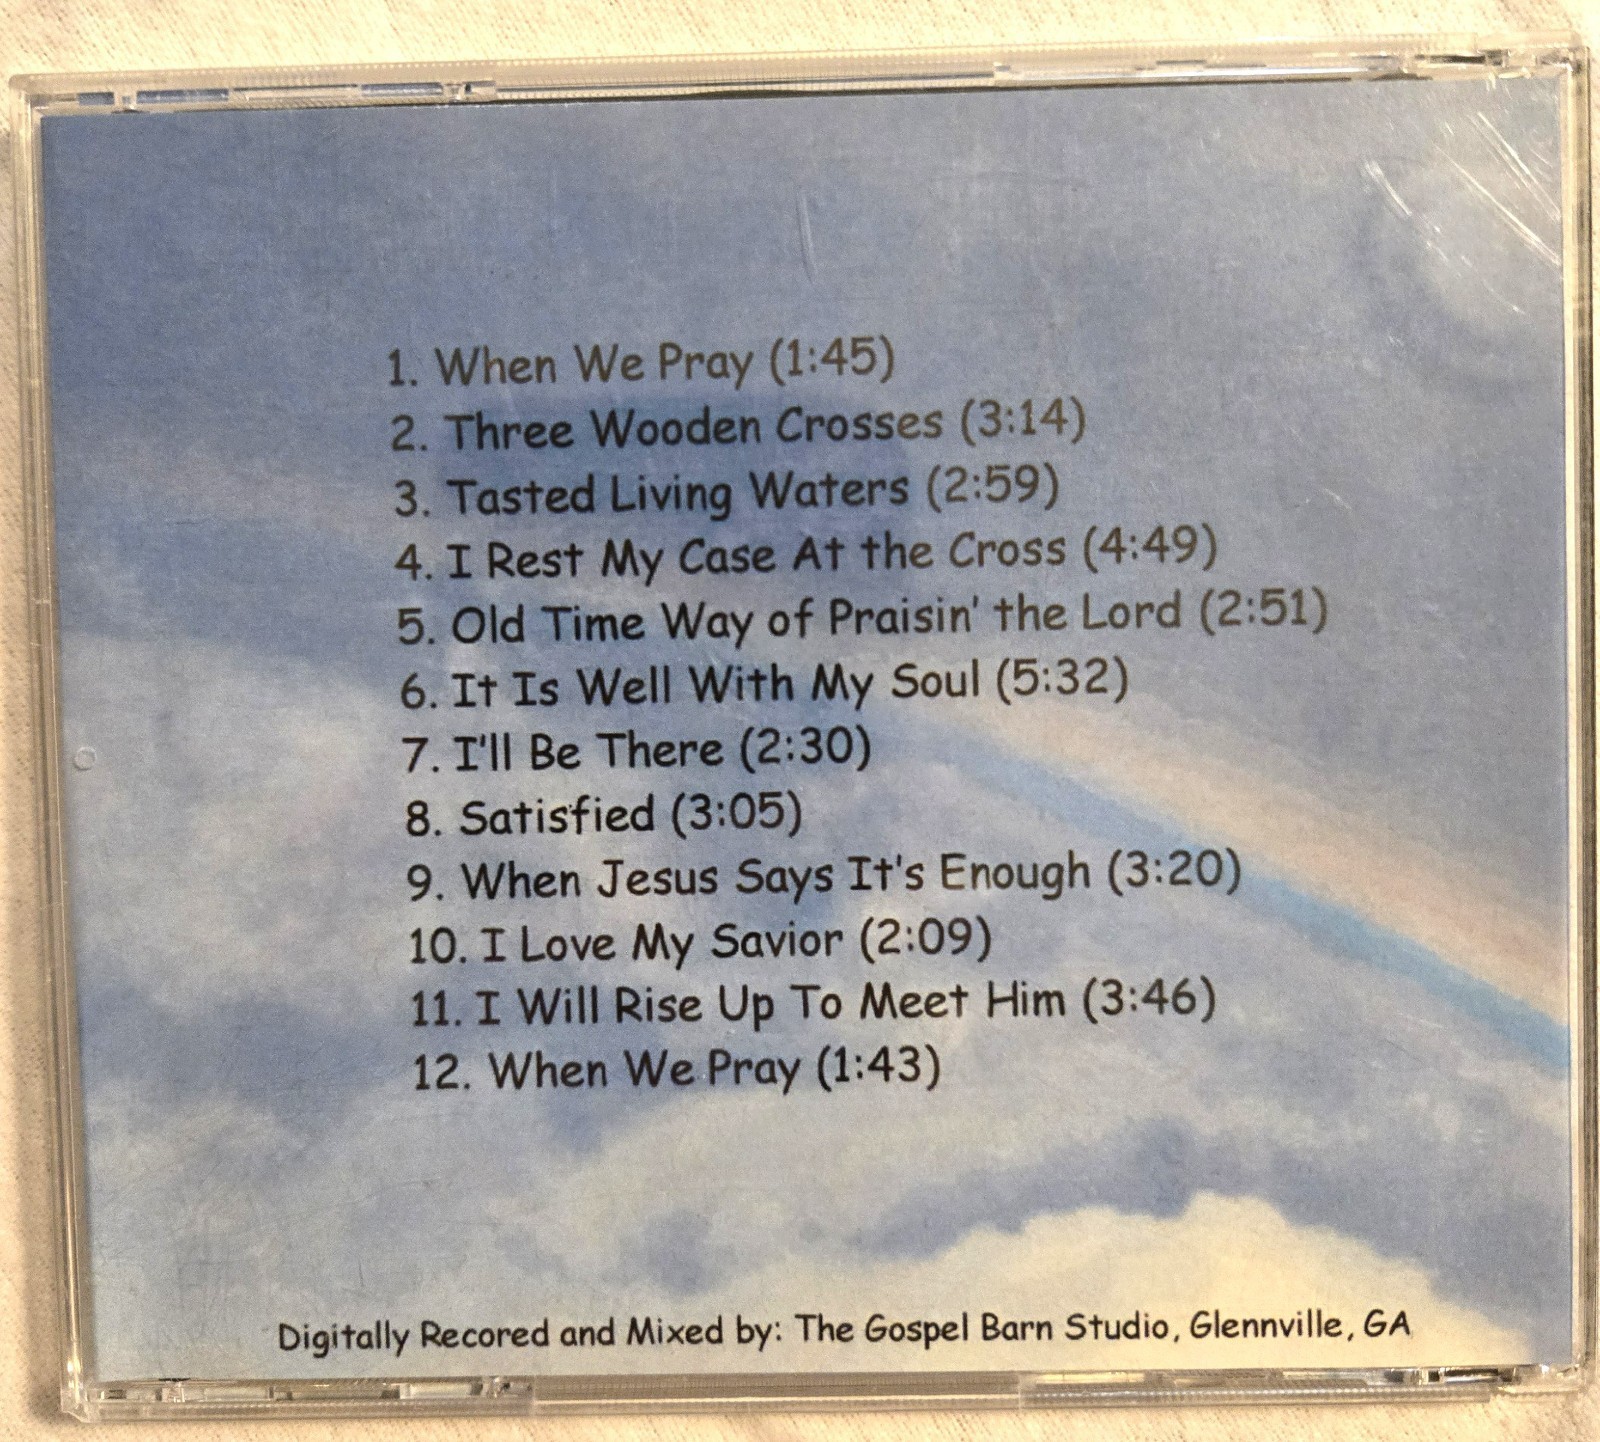 1. When We Pray (1:45)
2. Three Wooden Crosses (3:14)
3. Tasted Living Waters (2:59)
4. I Rest My Case At the Cross (4:49)
5. Old Time Way of Praisin' the Lord (2:51)
6. It Is Well With My Soul (5:32)
7. I'll Be There (2:30)
8. Satisfied (3:05)
9. When Jesus Says It's Enough (3:20)
10. I Love My Savior (2:09)
11. I Will Rise Up To Meet Him (3:46)
12. When We Pray (1:43)
Digitally Recored and Mixed by: The Gospel Barn Studio, Glennville, GA